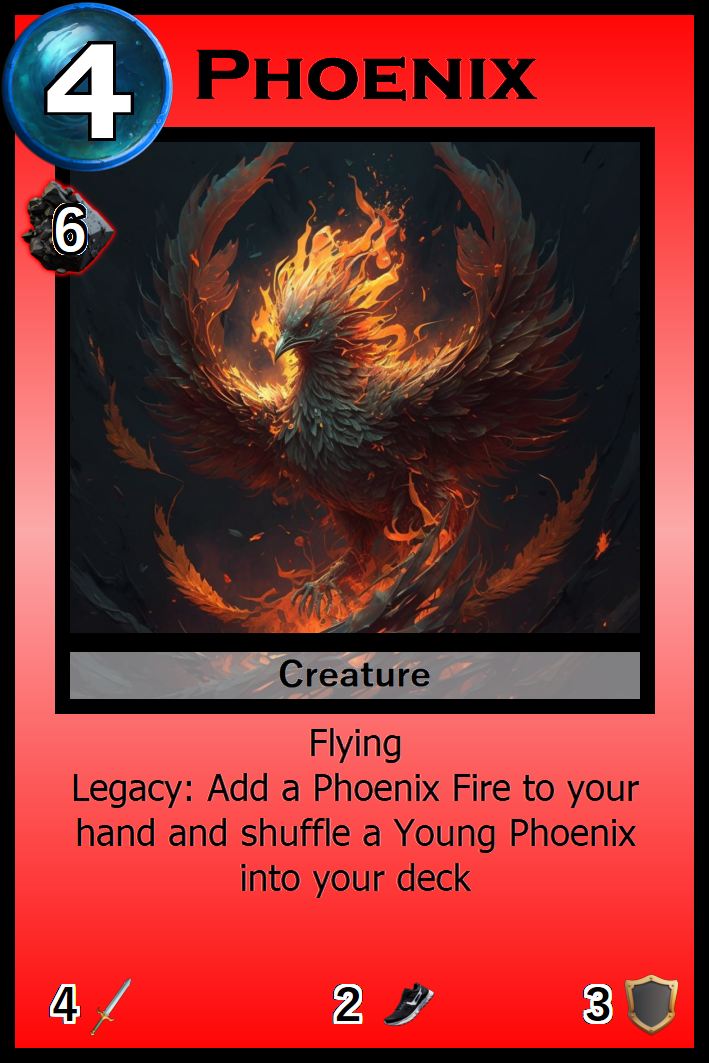 4
Phoenix
6
Creature
Flying
Legacy: Add a Phoenix Fire to your
hand and shuffle a Young Phoenix
into your deck
4 2 3